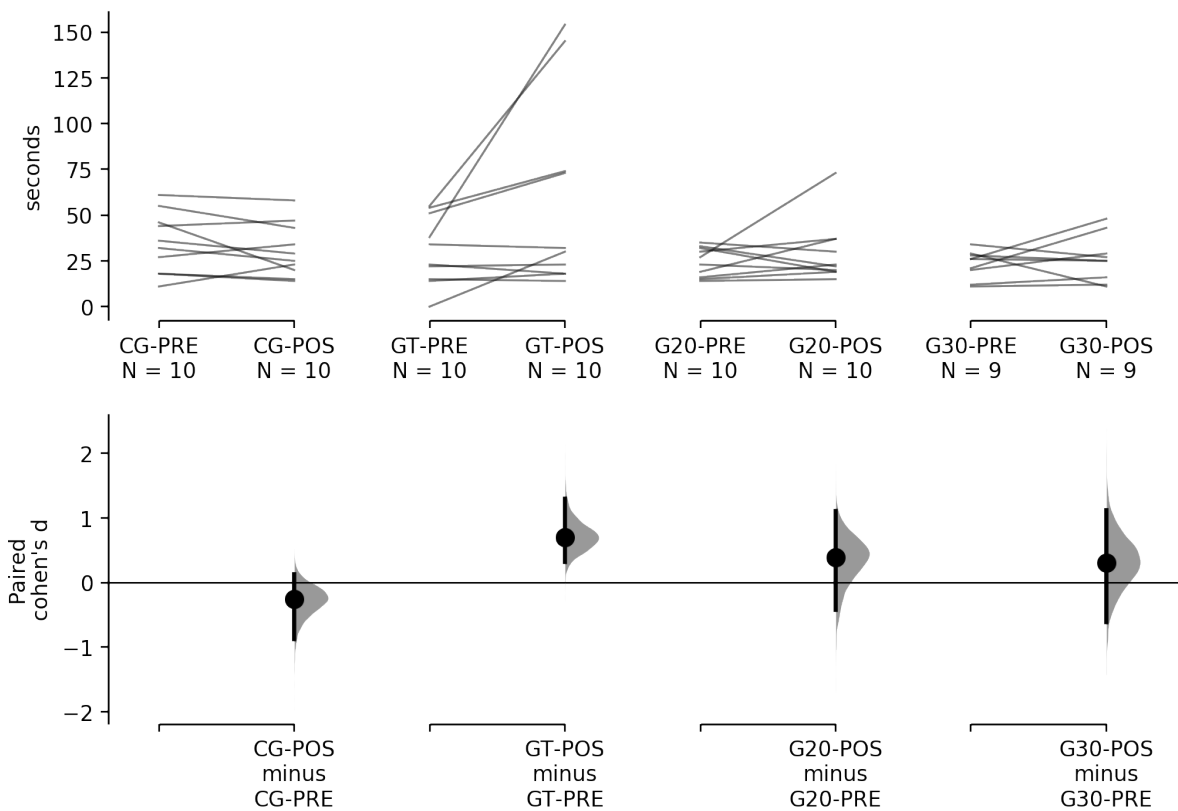 150
125
100
75
50
25
0
seconds
CG-PRE CG-POS GT-PRE GT-POS G20-PRE G20-POS G30-PRE G30-POS
N = 10 N = 10 N = 10 N = 10 N = 10 N = 10 N = 9 N = 9
2
1
0
−1
−2
Paired
cohen's d
CG-POS GT-POS G20-POS G30-POS
minus minus minus minus
CG-PRE GT-PRE G20-PRE G30-PRE